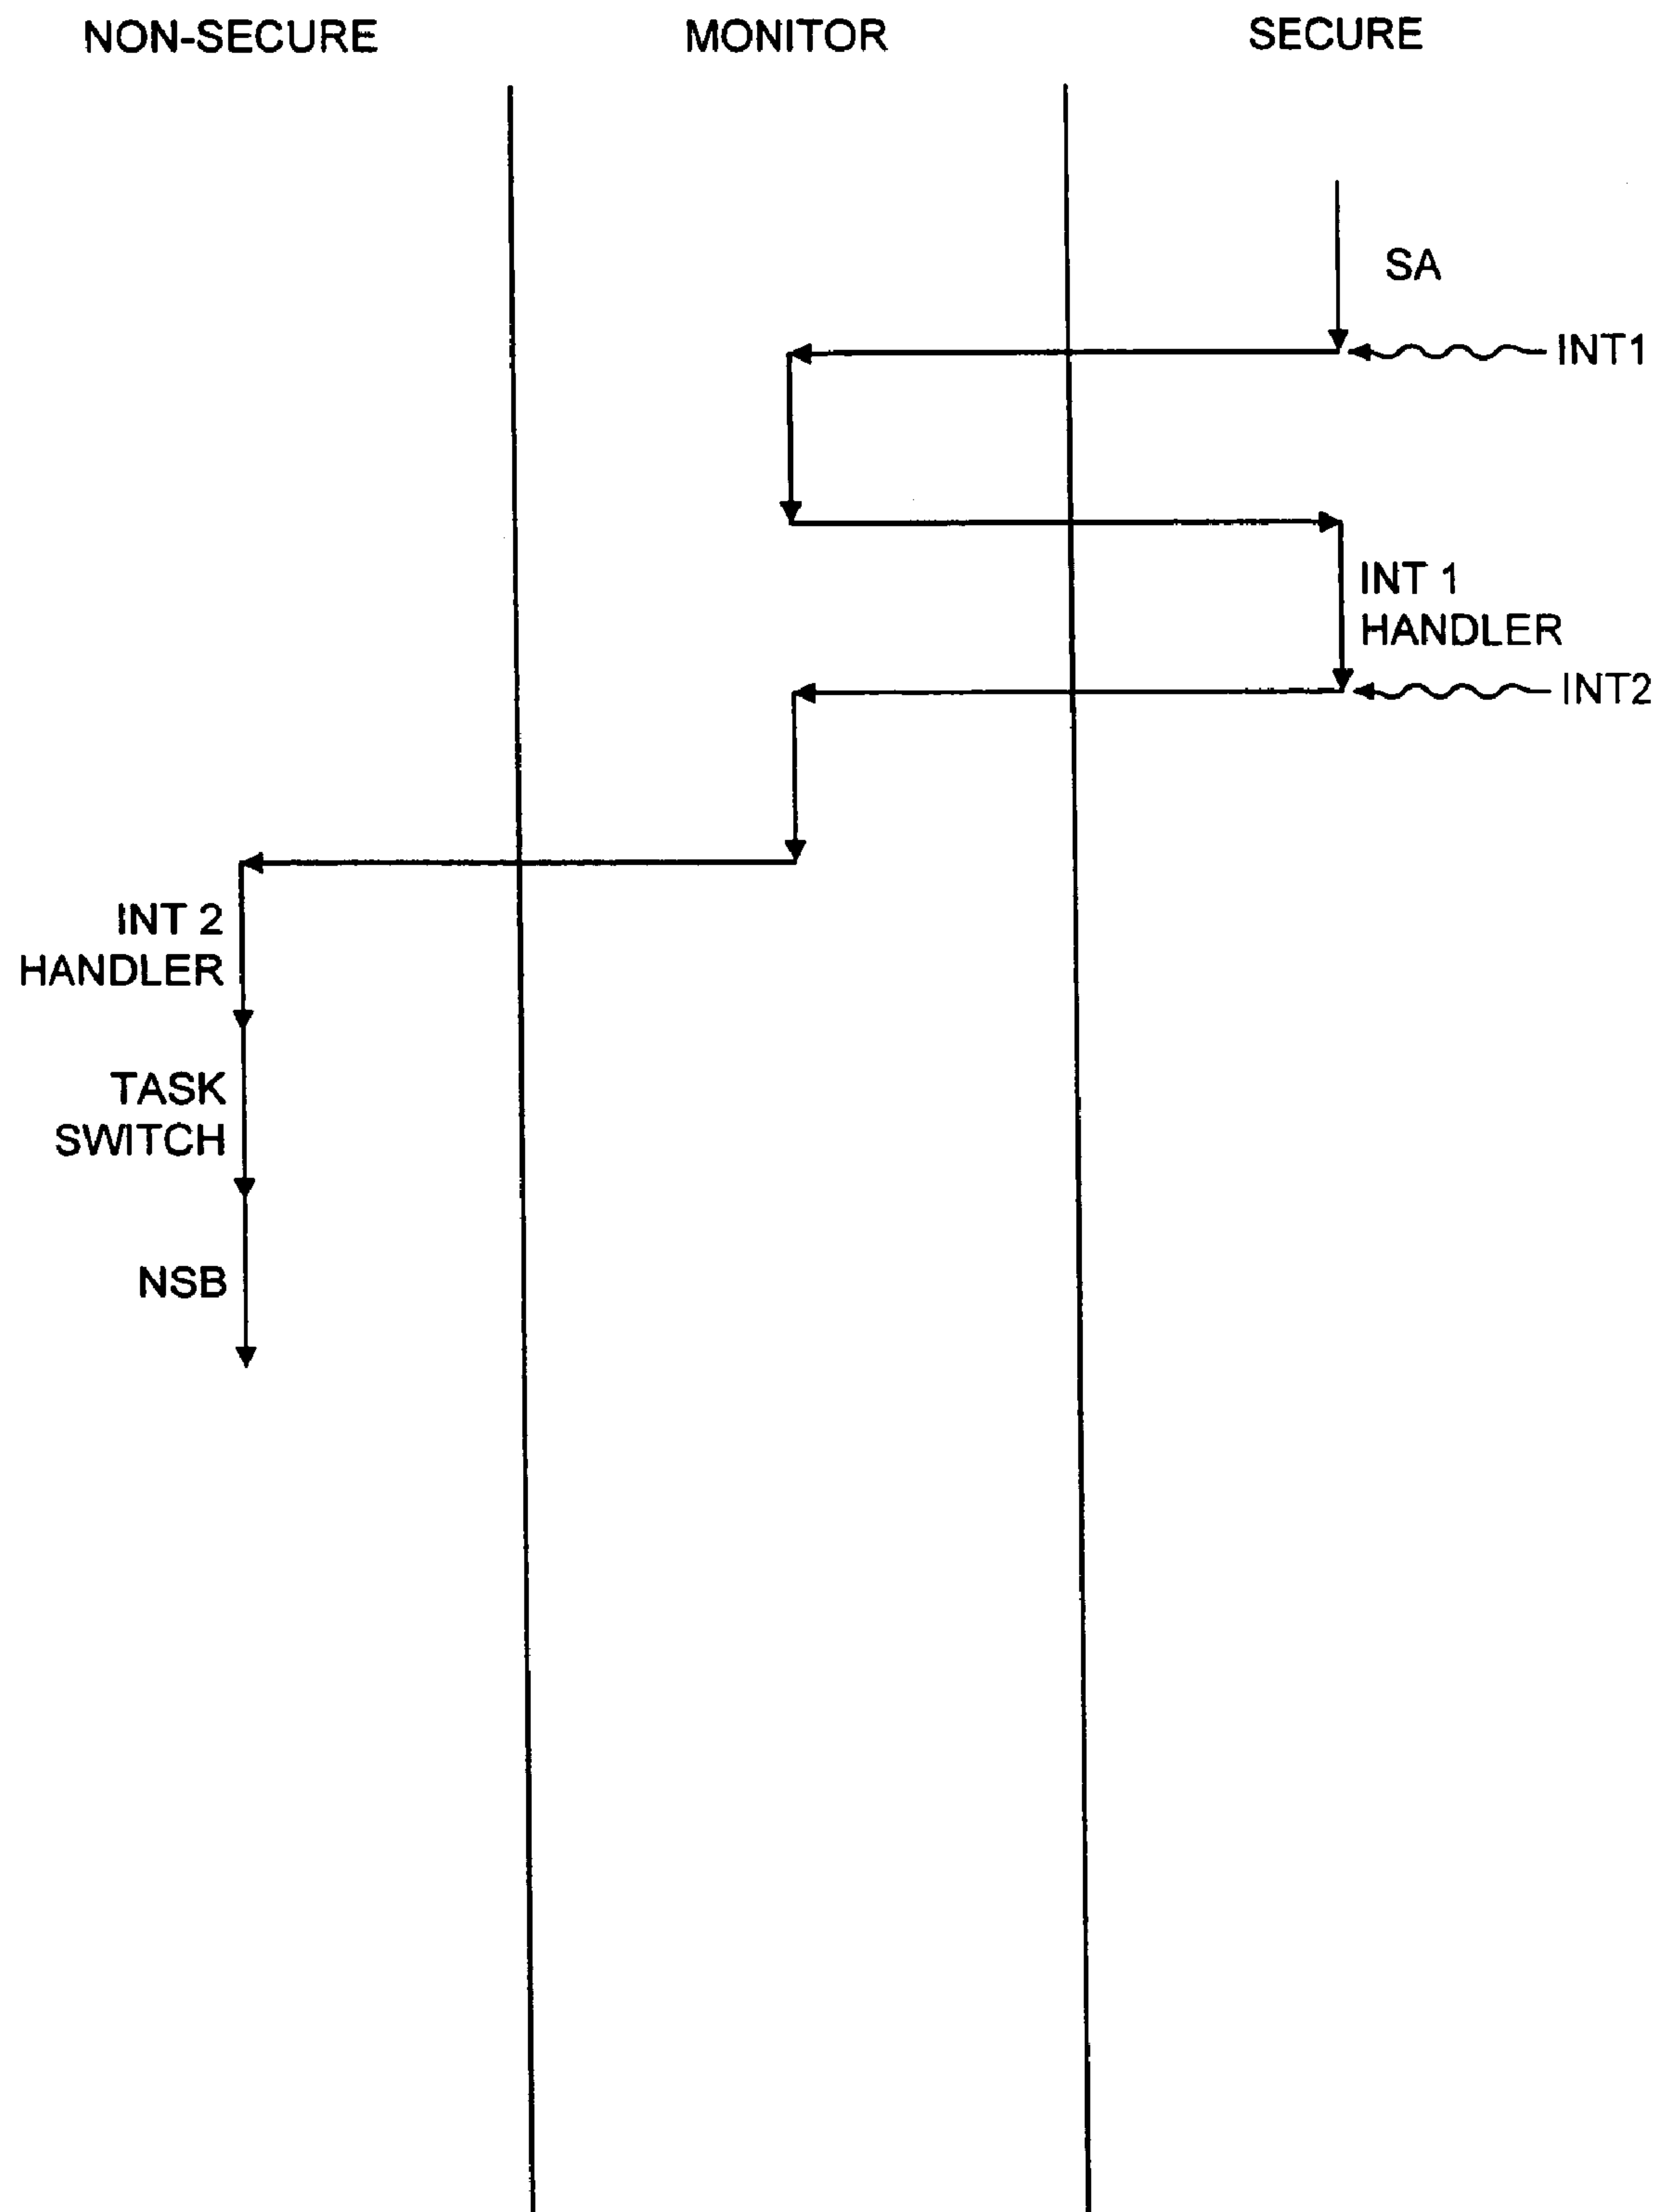 NON-SECURE
MONITOR
SECURE
SA
INT1
INT 1
HANDLER
INT2
INT 2
HANDLER
TASK
SWITCH
NSB